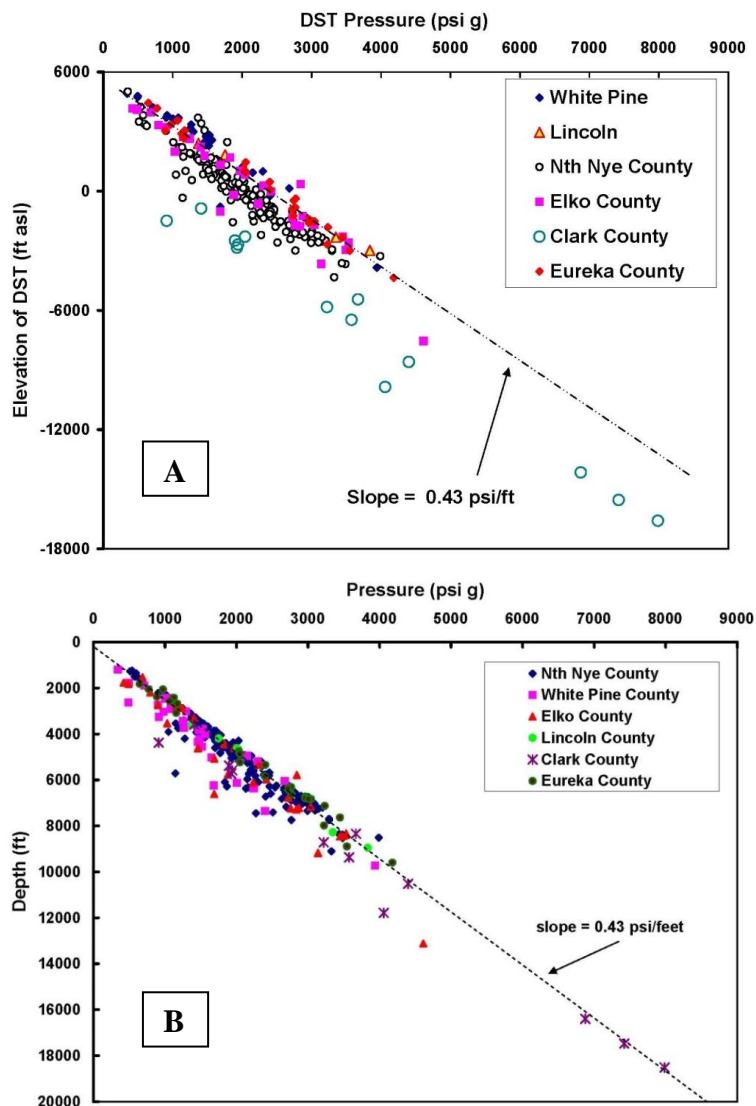 DST Pressure (psi g)
0 1000 2000 3000 4000 5000 6000 7000 8000 9000
6000
0
-6000
-12000
-18000
Elevation of DST (ft asl)
White Pine
Lincoln
Nth Nye County
Elko County
Clark County
Eureka County
A
Slope = 0.43 psi/ft
Pressure (psi g)
0 1000 2000 3000 4000 5000 6000 7000 8000 9000
0
2000
4000
6000
8000
10000
12000
14000
16000
18000
20000
Depth (ft)
Nth Nye County
White Pine County
Elko County
Lincoln County
Clark County
Eureka County
slope = 0.43 psi/feet
B